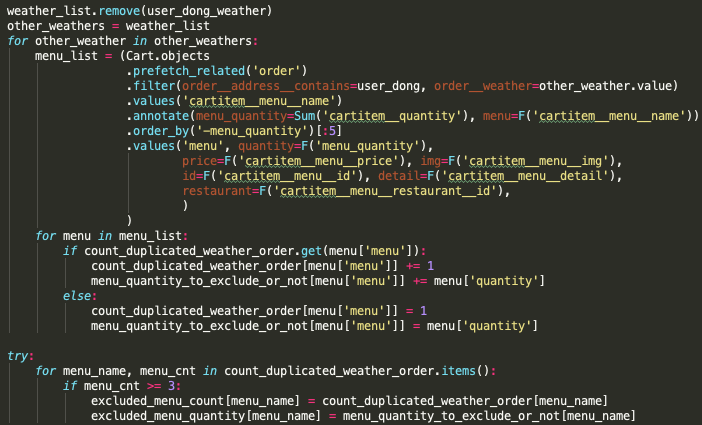 weather_list.remove(user_dong_weather)
other_weathers = weather_list
for other_weather in other_weathers:
    menu_list = (Cart.objects
                 .prefetch_related('order')
                 .filter(order__address__contains=user_dong, order__weather=other_weather.value)
                 .values('cartitem__menu__name')
                 .annotate(menu_quantity=Sum('cartitem__quantity'), menu=F('cartitem__menu__name'))
                 .order_by('-menu_quantity')[:5]
                 .values('menu', quantity=F('menu_quantity'),
                         price=F('cartitem__menu__price'), img=F('cartitem__menu__img'),
                         id=F('cartitem__menu__id'), detail=F('cartitem__menu__detail'),
                         restaurant=F('cartitem__menu__restaurant__id'),
                         )
                 )
    for menu in menu_list:
        if count_duplicated_weather_order.get(menu['menu']):
            count_duplicated_weather_order[menu['menu']] += 1
            menu_quantity_to_exclude_or_not[menu['menu']] += menu['quantity']
        else:
            count_duplicated_weather_order[menu['menu']] = 1
            menu_quantity_to_exclude_or_not[menu['menu']] = menu['quantity']
try:
    for menu_name, menu_cnt in count_duplicated_weather_order.items():
        if menu_cnt >= 3:
            excluded_menu_count[menu_name] = count_duplicated_weather_order[menu_name]
            excluded_menu_quantity[menu_name] = menu_quantity_to_exclude_or_not[menu_name]